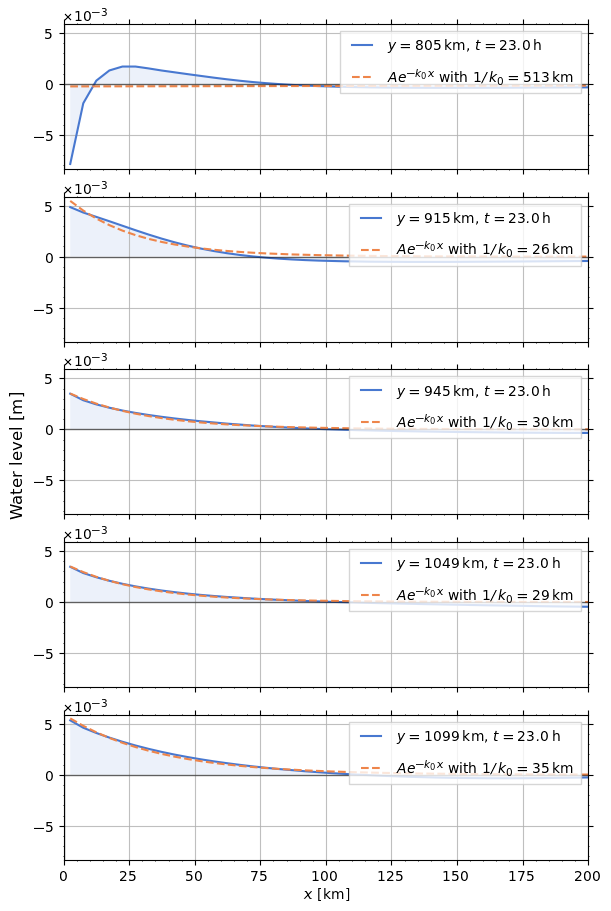 ×10⁻³
5
0
−5
y = 805 km, t = 23.0 h
Ae^{−k₀x} with 1/k₀ = 513 km
×10⁻³
5
0
−5
y = 915 km, t = 23.0 h
Ae^{−k₀x} with 1/k₀ = 26 km
×10⁻³
5
0
−5
y = 945 km, t = 23.0 h
Ae^{−k₀x} with 1/k₀ = 30 km
Water level [m]
×10⁻³
5
0
−5
y = 1049 km, t = 23.0 h
Ae^{−k₀x} with 1/k₀ = 29 km
×10⁻³
5
0
−5
y = 1099 km, t = 23.0 h
Ae^{−k₀x} with 1/k₀ = 35 km
0 25 50 75 100 125 150 175 200
x [km]